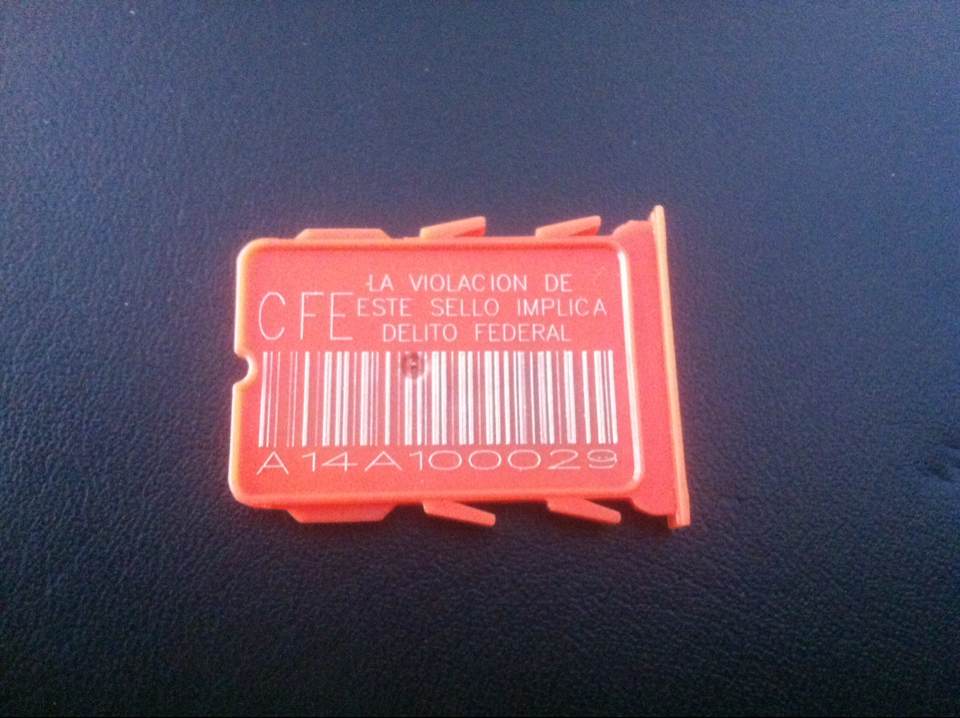 CFE
LA VIOLACION DE
ESTE SELLO IMPLICA
DELITO FEDERAL
A14A100029